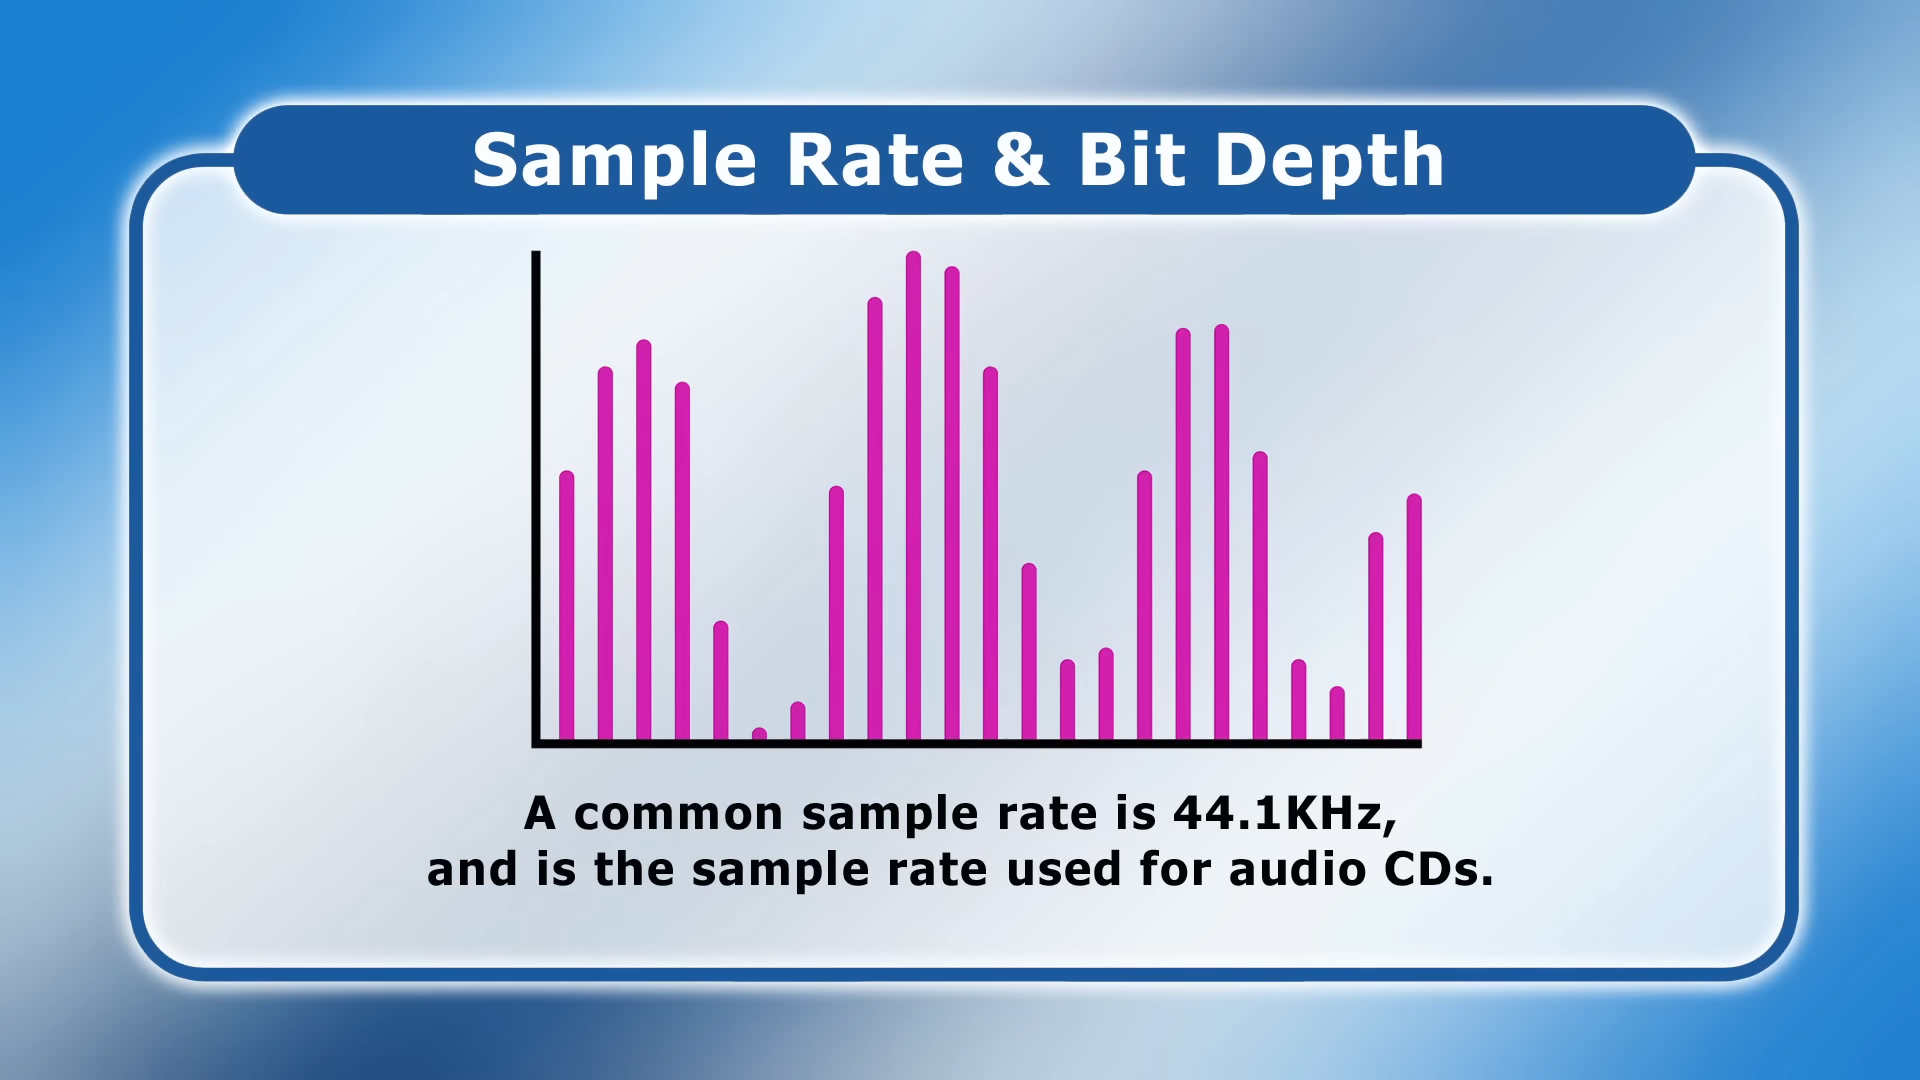 Sample Rate & Bit Depth
A common sample rate is 44.1KHz,
and is the sample rate used for audio CDs.